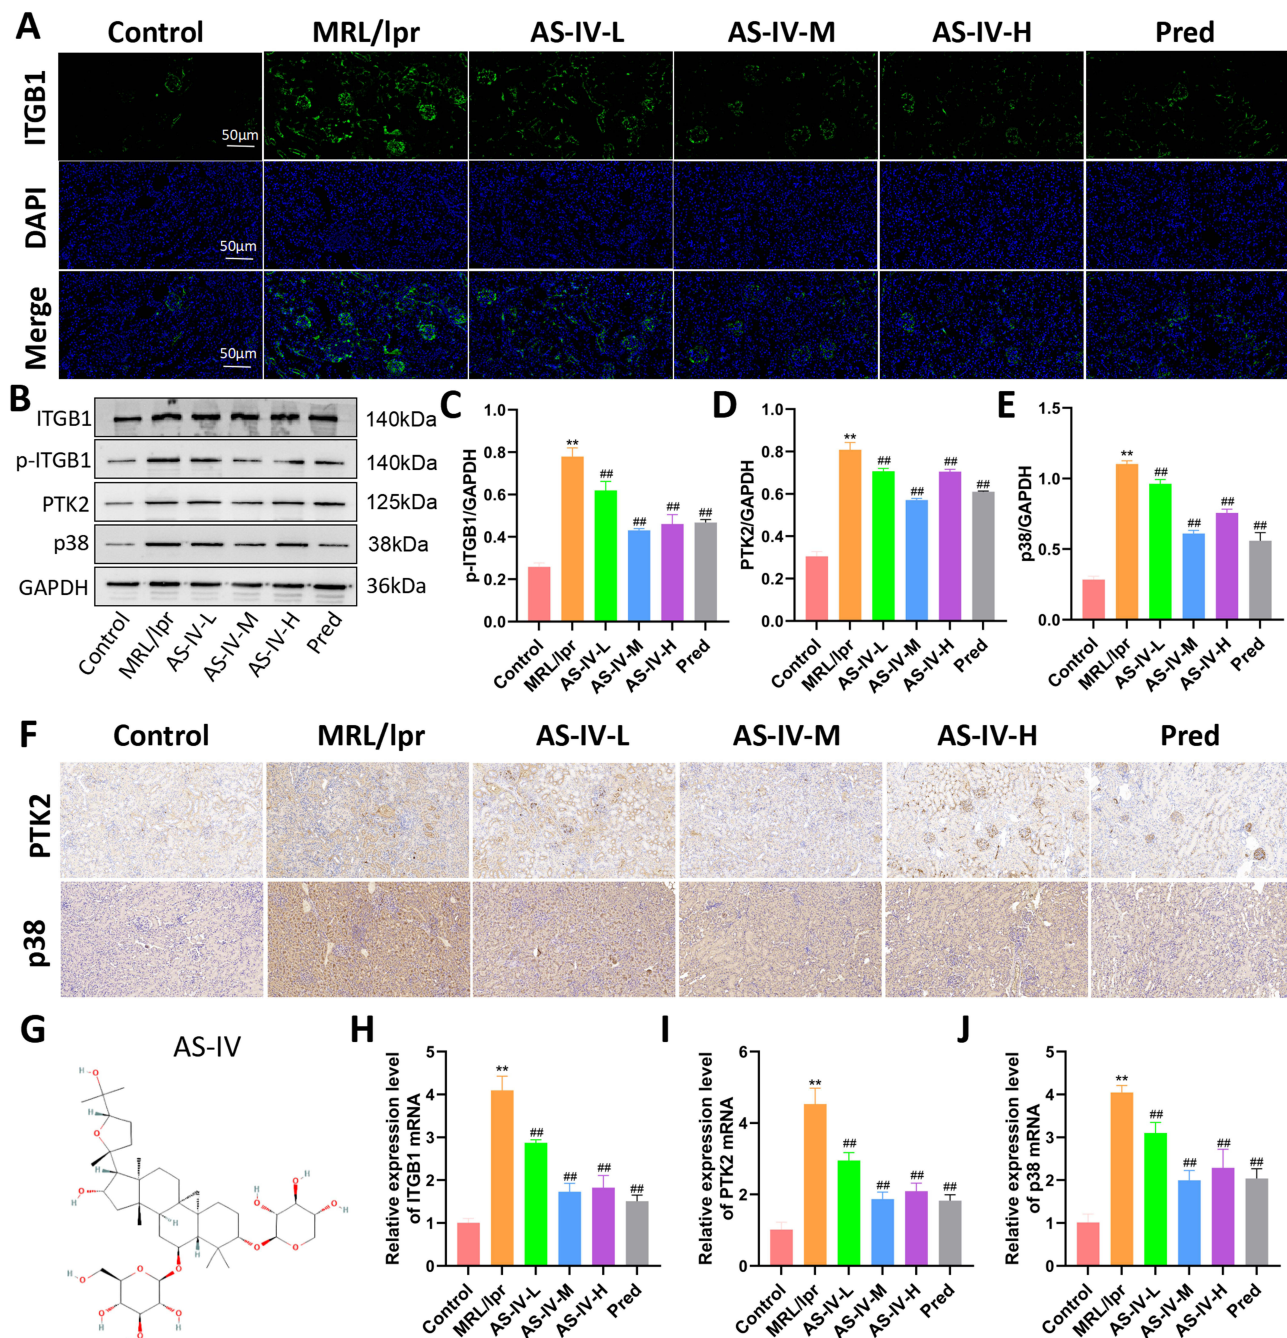 A
Control MRL/lpr AS-IV-L AS-IV-M AS-IV-H Pred
ITGB1
50μm
DAPI
50μm
Merge
50μm
B
ITGB1 140kDa
p-ITGB1 140kDa
PTK2 125kDa
p38 38kDa
GAPDH 36kDa
Control MRL/lpr AS-IV-L AS-IV-M AS-IV-H Pred
C
p-ITGB1/GAPDH
1.0
0.8
0.6
0.4
0.2
0.0
** ## ## ## ##
Control MRL/lpr AS-IV-L AS-IV-M AS-IV-H Pred
D
PTK2/GAPDH
1.0
0.8
0.6
0.4
0.2
0.0
** ## ## ## ##
Control MRL/lpr AS-IV-L AS-IV-M AS-IV-H Pred
E
p38/GAPDH
1.5
1.0
0.5
0.0
** ## ## ## ##
Control MRL/lpr AS-IV-L AS-IV-M AS-IV-H Pred
F
Control MRL/lpr AS-IV-L AS-IV-M AS-IV-H Pred
PTK2
p38
G
AS-IV
H
Relative expression level
of ITGB1 mRNA
5
4
3
2
1
0
** ## ## ## ##
Control MRL/lpr AS-IV-L AS-IV-M AS-IV-H Pred
I
Relative expression level
of PTK2 mRNA
6
4
2
0
** ## ## ## ##
Control MRL/lpr AS-IV-L AS-IV-M AS-IV-H Pred
J
Relative expression level
of p38 mRNA
5
4
3
2
1
0
** ## ## ## ##
Control MRL/lpr AS-IV-L AS-IV-M AS-IV-H Pred